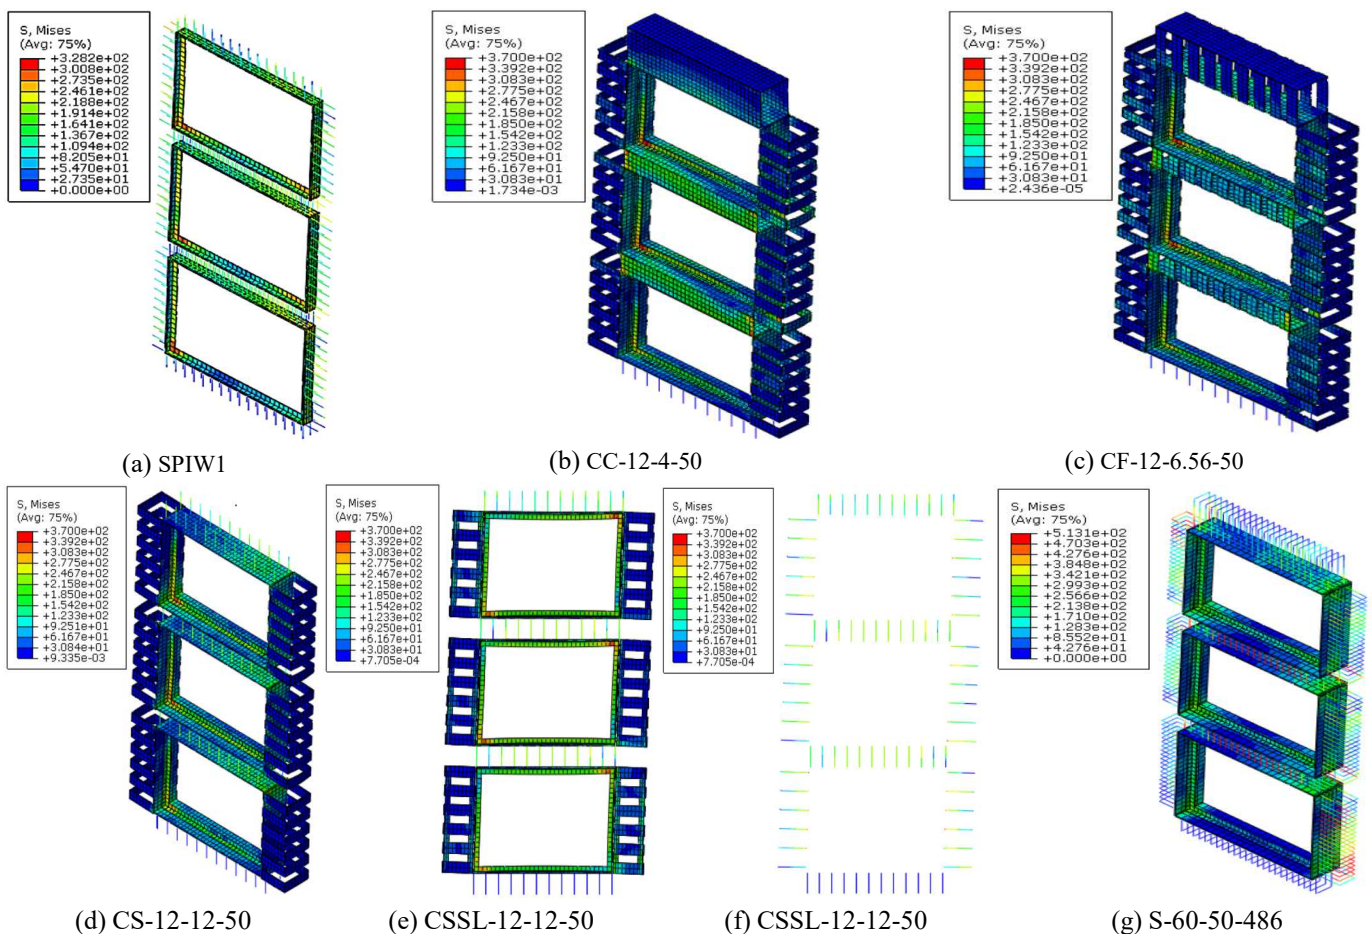 S, Mises
(Avg: 75%)
+3.282e+02
+3.008e+02
+2.735e+02
+2.461e+02
+2.188e+02
+1.914e+02
+1.641e+02
+1.367e+02
+1.094e+02
+8.205e+01
+5.470e+01
+2.735e+01
+0.000e+00
(a) SPIW1
S, Mises
(Avg: 75%)
+3.700e+02
+3.392e+02
+3.083e+02
+2.775e+02
+2.467e+02
+2.158e+02
+1.850e+02
+1.542e+02
+1.233e+02
+9.250e+01
+6.167e+01
+3.083e+01
+1.734e-03
(b) CC-12-4-50
S, Mises
(Avg: 75%)
+3.700e+02
+3.392e+02
+3.083e+02
+2.775e+02
+2.467e+02
+2.158e+02
+1.850e+02
+1.542e+02
+1.233e+02
+9.250e+01
+6.167e+01
+3.083e+01
+2.436e-05
(c) CF-12-6.56-50
S, Mises
(Avg: 75%)
+3.700e+02
+3.392e+02
+3.083e+02
+2.775e+02
+2.467e+02
+2.158e+02
+1.850e+02
+1.542e+02
+1.233e+02
+9.251e+01
+6.167e+01
+3.084e+01
+9.335e-03
(d) CS-12-12-50
S, Mises
(Avg: 75%)
+3.700e+02
+3.392e+02
+3.083e+02
+2.775e+02
+2.467e+02
+2.158e+02
+1.850e+02
+1.542e+02
+1.233e+02
+9.250e+01
+6.167e+01
+3.083e+01
+7.705e-04
(e) CSSL-12-12-50
S, Mises
(Avg: 75%)
+3.700e+02
+3.392e+02
+3.083e+02
+2.775e+02
+2.467e+02
+2.158e+02
+1.850e+02
+1.542e+02
+1.233e+02
+9.250e+01
+6.167e+01
+3.083e+01
+7.705e-04
(f) CSSL-12-12-50
S, Mises
(Avg: 75%)
+5.131e+02
+4.703e+02
+4.276e+02
+3.848e+02
+3.421e+02
+2.993e+02
+2.566e+02
+2.138e+02
+1.710e+02
+1.283e+02
+8.552e+01
+4.276e+01
+0.000e+00
(g) S-60-50-486